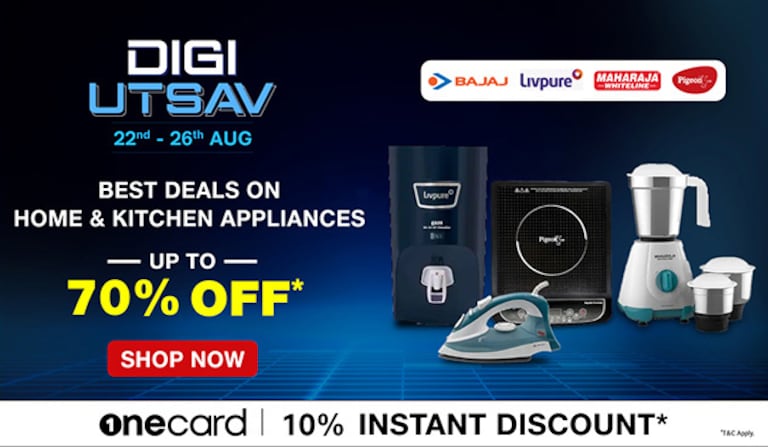 DIGI
UTSAV
22nd - 26th AUG
BAJAJ
Livpure
MAHARAJA
WHITELINE
Pigeon
BEST DEALS ON
HOME & KITCHEN APPLIANCES
UP TO
70% OFF*
SHOP NOW
Livpure
Pigeon
MAHARAJA
BAJAJ
onecard | 10% INSTANT DISCOUNT*
*T&C Apply.